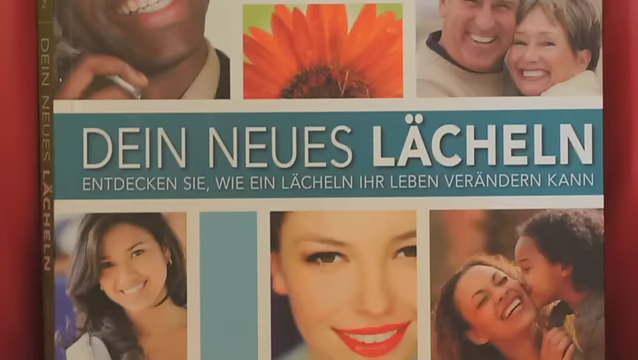 DEIN NEUES LÄCHELN
ENTDECKEN SIE, WIE EIN LÄCHELN IHR LEBEN VERÄNDERN KANN
N | DEIN NEUES LÄCHELN